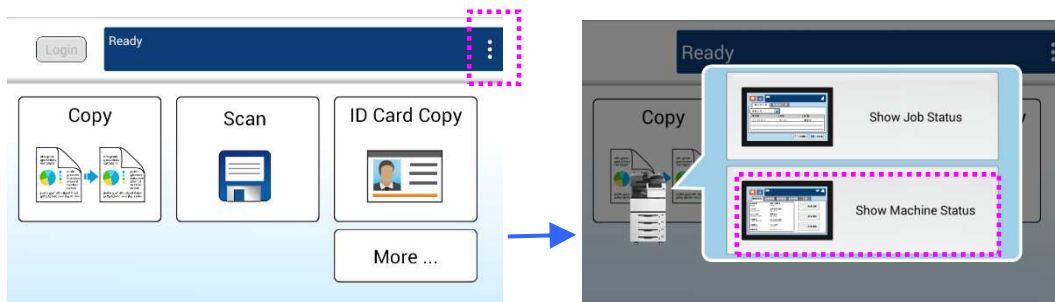 Login
Ready
Copy
Scan
ID Card Copy
More ...
Ready
Copy
Show Job Status
Show Machine Status